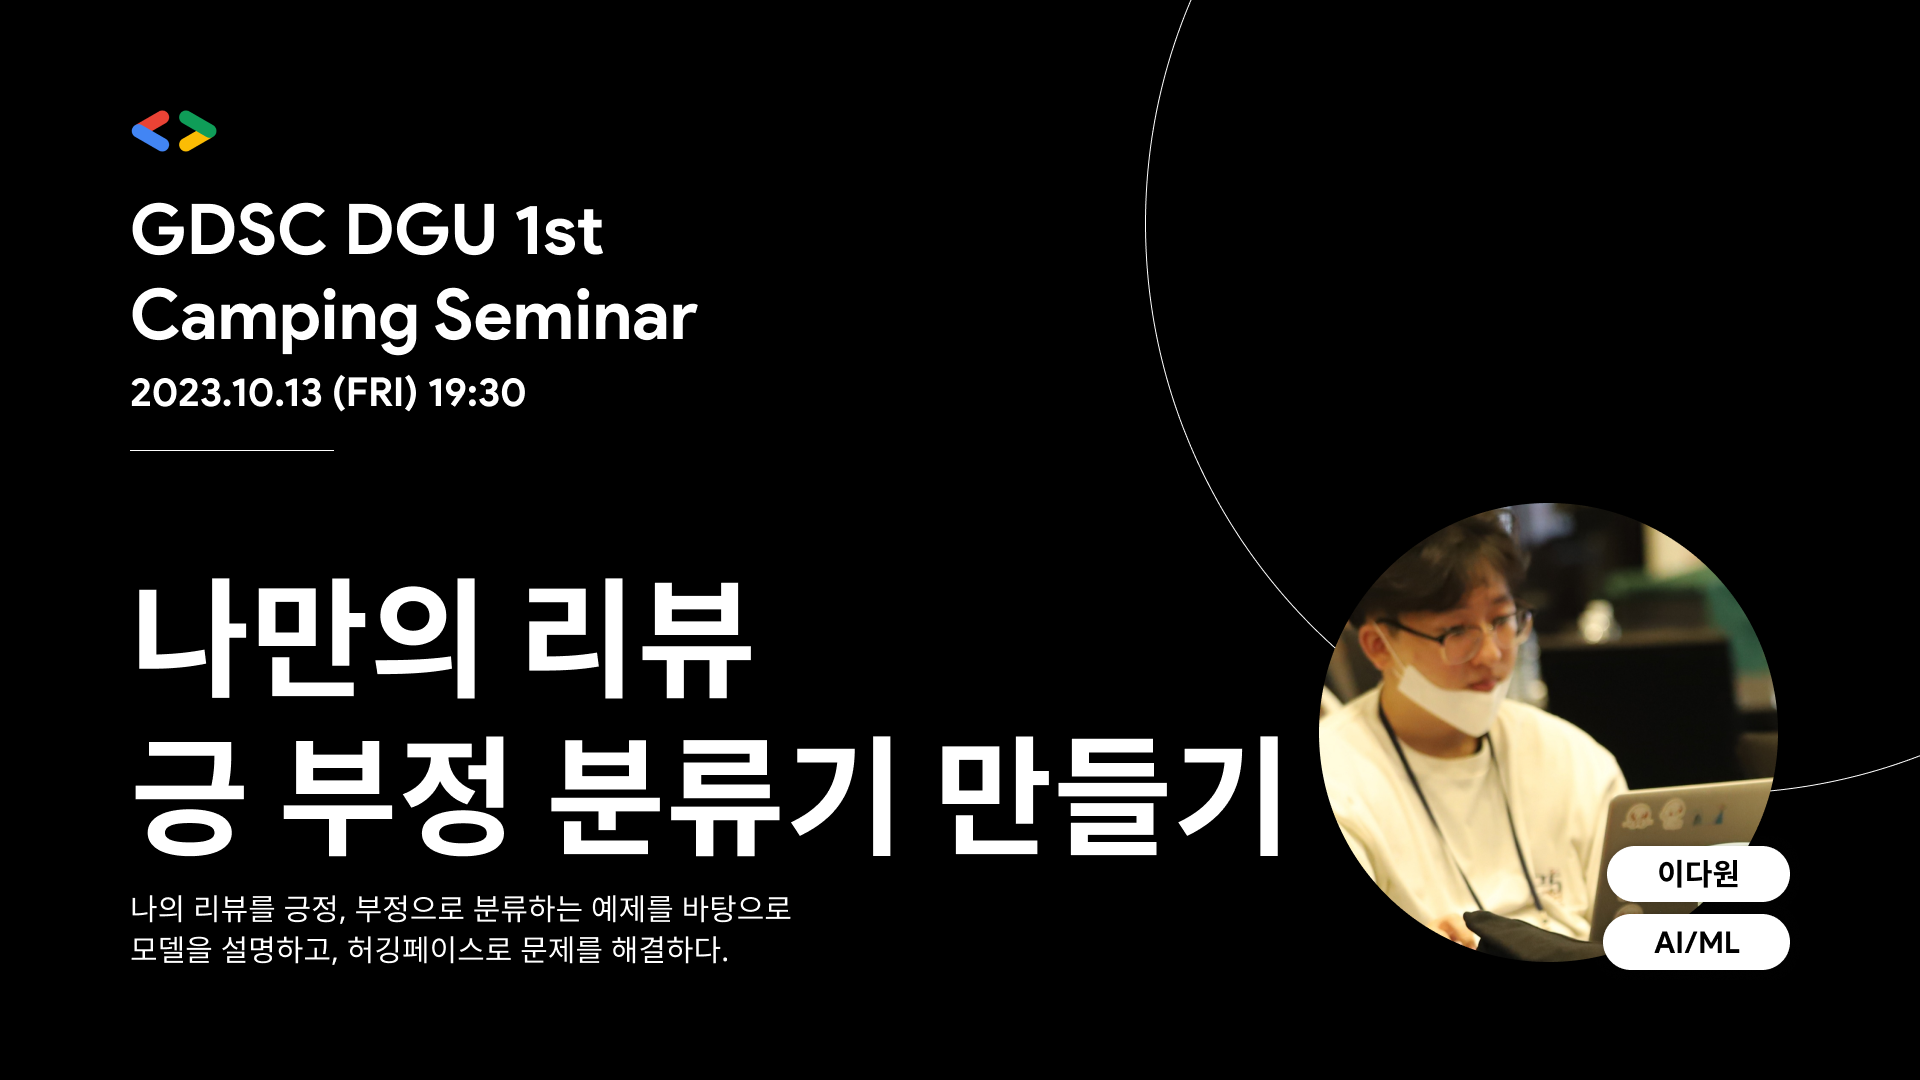 GDSC DGU 1st
Camping Seminar
2023.10.13 (FRI) 19:30
나만의 리뷰
긍 부정 분류기 만들기
나의 리뷰를 긍정, 부정으로 분류하는 예제를 바탕으로
모델을 설명하고, 허깅페이스로 문제를 해결하다.
이다원
AI/ML